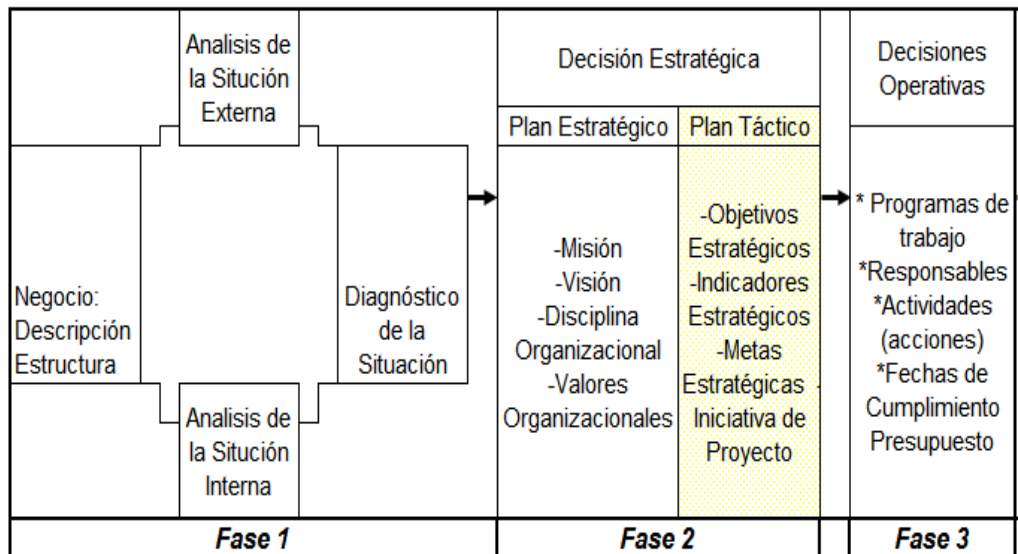 Analisis de
la Situción
Externa
Negocio:
Descripción
Estructura
Diagnóstico
de la
Situación
Analisis de
la Situción
Interna
Fase 1
Decisión Estratégica
Plan Estratégico
-Misión
-Visión
-Disciplina
Organizacional
-Valores
Organizacionales
Plan Táctico
-Objetivos
Estratégicos
-Indicadores
Estratégicos
-Metas
Estratégicas -
Iniciativa de
Proyecto
Fase 2
Decisiones
Operativas
* Programas de
trabajo
*Responsables
*Actividades
(acciones)
*Fechas de
Cumplimiento
Presupuesto
Fase 3